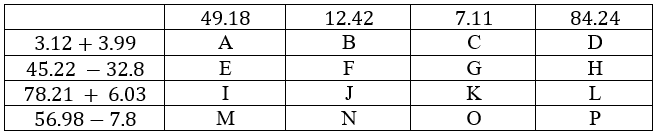 49.18 12.42 7.11 84.24
3.12 + 3.99 A B C D
45.22 − 32.8 E F G H
78.21 + 6.03 I J K L
56.98 − 7.8 M N O P